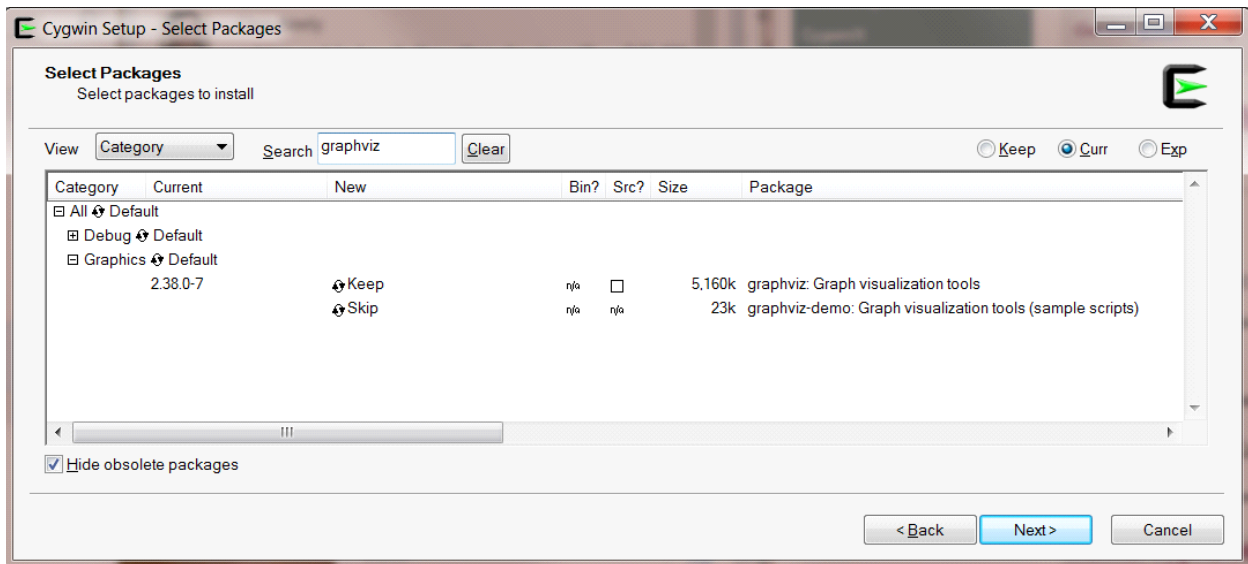 Cygwin Setup - Select Packages
Select Packages
Select packages to install
View Category Search graphviz Clear Keep Curr Exp
Category Current New Bin? Src? Size Package
All Default
Debug Default
Graphics Default
2.38.0-7 Keep n/a 5,160k graphviz: Graph visualization tools
Skip n/a n/a 23k graphviz-demo: Graph visualization tools (sample scripts)
Hide obsolete packages
< Back Next > Cancel